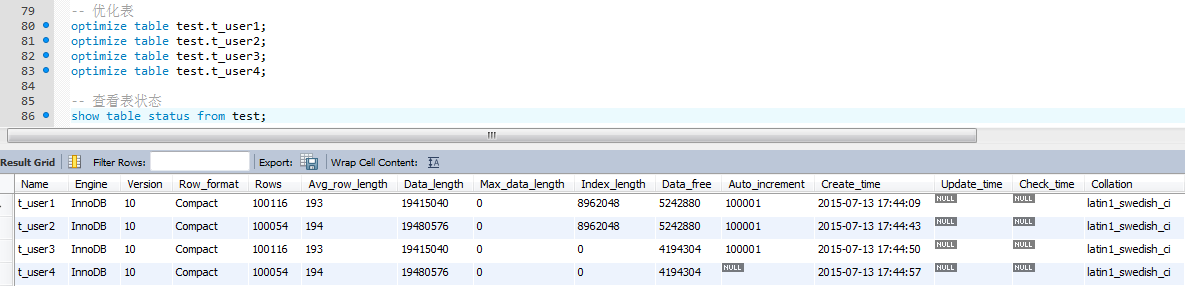 79 -- 优化表
80 optimize table test.t_user1;
81 optimize table test.t_user2;
82 optimize table test.t_user3;
83 optimize table test.t_user4;
84
85 -- 查看表状态
86 show table status from test;
Result Grid Filter Rows: Export: Wrap Cell Content:
Name Engine Version Row_format Rows Avg_row_length Data_length Max_data_length Index_length Data_free Auto_increment Create_time Update_time Check_time Collation
t_user1 InnoDB 10 Compact 100116 193 19415040 0 8962048 5242880 100001 2015-07-13 17:44:09 NULL NULL latin1_swedish_ci
t_user2 InnoDB 10 Compact 100054 194 19480576 0 8962048 5242880 100001 2015-07-13 17:44:43 NULL NULL latin1_swedish_ci
t_user3 InnoDB 10 Compact 100116 193 19415040 0 0 4194304 100001 2015-07-13 17:44:50 NULL NULL latin1_swedish_ci
t_user4 InnoDB 10 Compact 100054 194 19480576 0 0 4194304 NULL 2015-07-13 17:44:57 NULL NULL latin1_swedish_ci